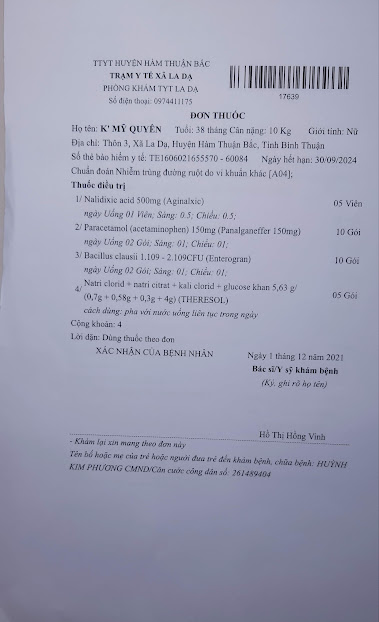 TTYT HUYỆN HÀM THUẬN BẮC
TRẠM Y TẾ XÃ LA DẠ
PHÒNG KHÁM TYT LA DẠ
Số điện thoại: 0974411175
17639
ĐƠN THUỐC
Họ tên: K' MỸ QUYÊN Tuổi: 38 tháng Cân nặng: 10 Kg Giới tính: Nữ
Địa chỉ: Thôn 3, Xã La Dạ, Huyện Hàm Thuận Bắc, Tỉnh Bình Thuận
Số thẻ bảo hiểm y tế: TE1606021655570 - 60084 Ngày hết hạn: 30/09/2024
Chuẩn đoán Nhiễm trùng đường ruột do vi khuẩn khác [A04];
Thuốc điều trị
1/ Nalidixic acid 500mg (Aginalxic) 05 Viên
ngày Uống 01 Viên; Sáng: 0.5; Chiều: 0.5;
2/ Paracetamol (acetaminophen) 150mg (Panalganeffer 150mg) 10 Gói
ngày Uống 02 Gói; Sáng: 01; Chiều: 01;
3/ Bacillus clausii 1.109 - 2.109CFU (Enterogran) 10 Gói
ngày Uống 02 Gói; Sáng: 01; Chiều: 01;
4/ Natri clorid + natri citrat + kali clorid + glucose khan 5,63 g/ 05 Gói
(0,7g + 0,58g + 0,3g + 4g) (THERESOL)
cách dùng: pha với nước uống liên tục trong ngày
Cộng khoản: 4
Lời dặn: Dùng thuốc theo đơn
XÁC NHẬN CỦA BỆNH NHÂN
Ngày 1 tháng 12 năm 2021
Bác sĩ/Y sỹ khám bệnh
(Ký, ghi rõ họ tên)
Hồ Thị Hồng Vinh
- Khám lại xin mang theo đơn này
Tên bố hoặc mẹ của trẻ hoặc người đưa trẻ đến khám bệnh, chữa bệnh: HUỲNH
KIM PHƯƠNG CMND/Căn cước công dân số: 261489404